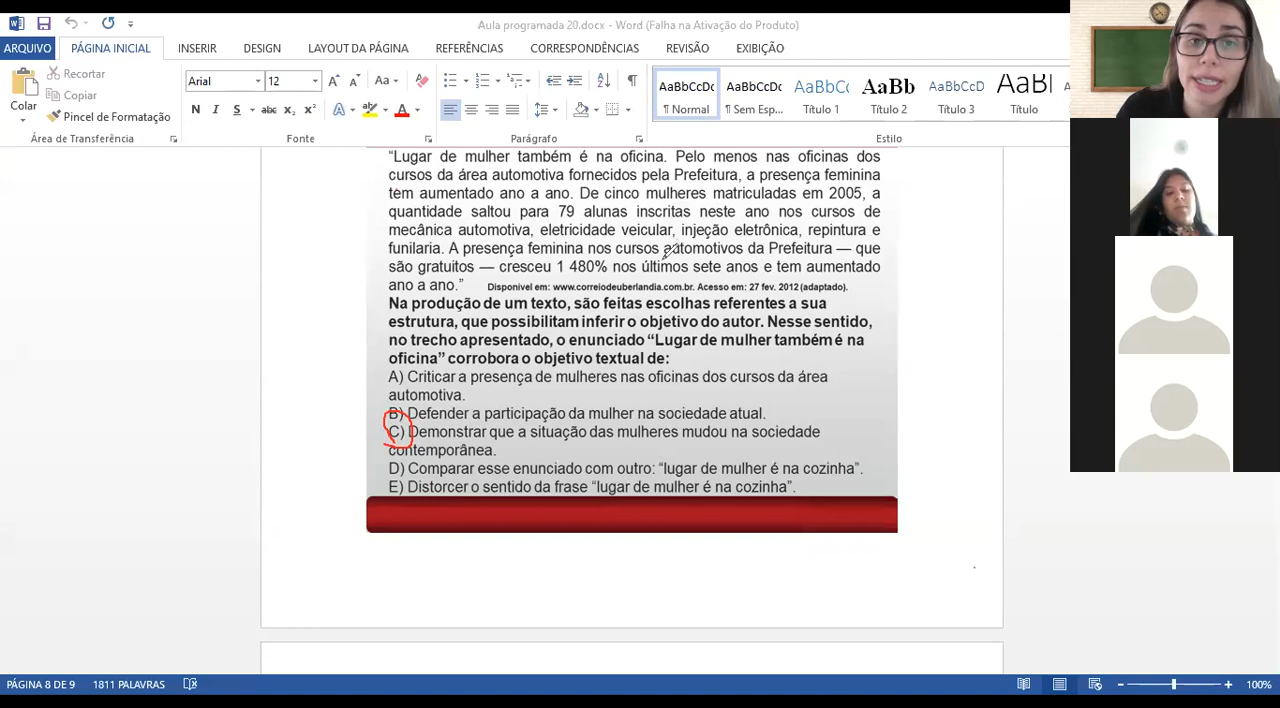 Aula programada 20.docx - Word (Falha na Ativação do Produto)
ARQUIVO PÁGINA INICIAL INSERIR DESIGN LAYOUT DA PÁGINA REFERÊNCIAS CORRESPONDÊNCIAS REVISÃO EXIBIÇÃO
Colar
Recortar
Copiar
Pincel de Formatação
Área de Transferência
Arial 12 Aa
N I S abc x₂ x² A A
Fonte
Parágrafo
AaBbCcDc AaBbCcDc AaBbCc AaBb AaBbCcD AaBl
¶ Normal ¶ Sem Esp... Título 1 Título 2 Título 3 Título
Estilo
“Lugar de mulher também é na oficina. Pelo menos nas oficinas dos
cursos da área automotiva fornecidos pela Prefeitura, a presença feminina
tem aumentado ano a ano. De cinco mulheres matriculadas em 2005, a
quantidade saltou para 79 alunas inscritas neste ano nos cursos de
mecânica automotiva, eletricidade veicular, injeção eletrônica, repintura e
funilaria. A presença feminina nos cursos automotivos da Prefeitura — que
são gratuitos — cresceu 1 480% nos últimos sete anos e tem aumentado
ano a ano.” Disponível em: www.correiodeuberlandia.com.br. Acesso em: 27 fev. 2012 (adaptado).
Na produção de um texto, são feitas escolhas referentes a sua
estrutura, que possibilitam inferir o objetivo do autor. Nesse sentido,
no trecho apresentado, o enunciado “Lugar de mulher também é na
oficina” corrobora o objetivo textual de:
A) Criticar a presença de mulheres nas oficinas dos cursos da área
automotiva.
B) Defender a participação da mulher na sociedade atual.
C) Demonstrar que a situação das mulheres mudou na sociedade
contemporânea.
D) Comparar esse enunciado com outro: “lugar de mulher é na cozinha”.
E) Distorcer o sentido da frase “lugar de mulher é na cozinha”.
PÁGINA 8 DE 9 1811 PALAVRAS 100%